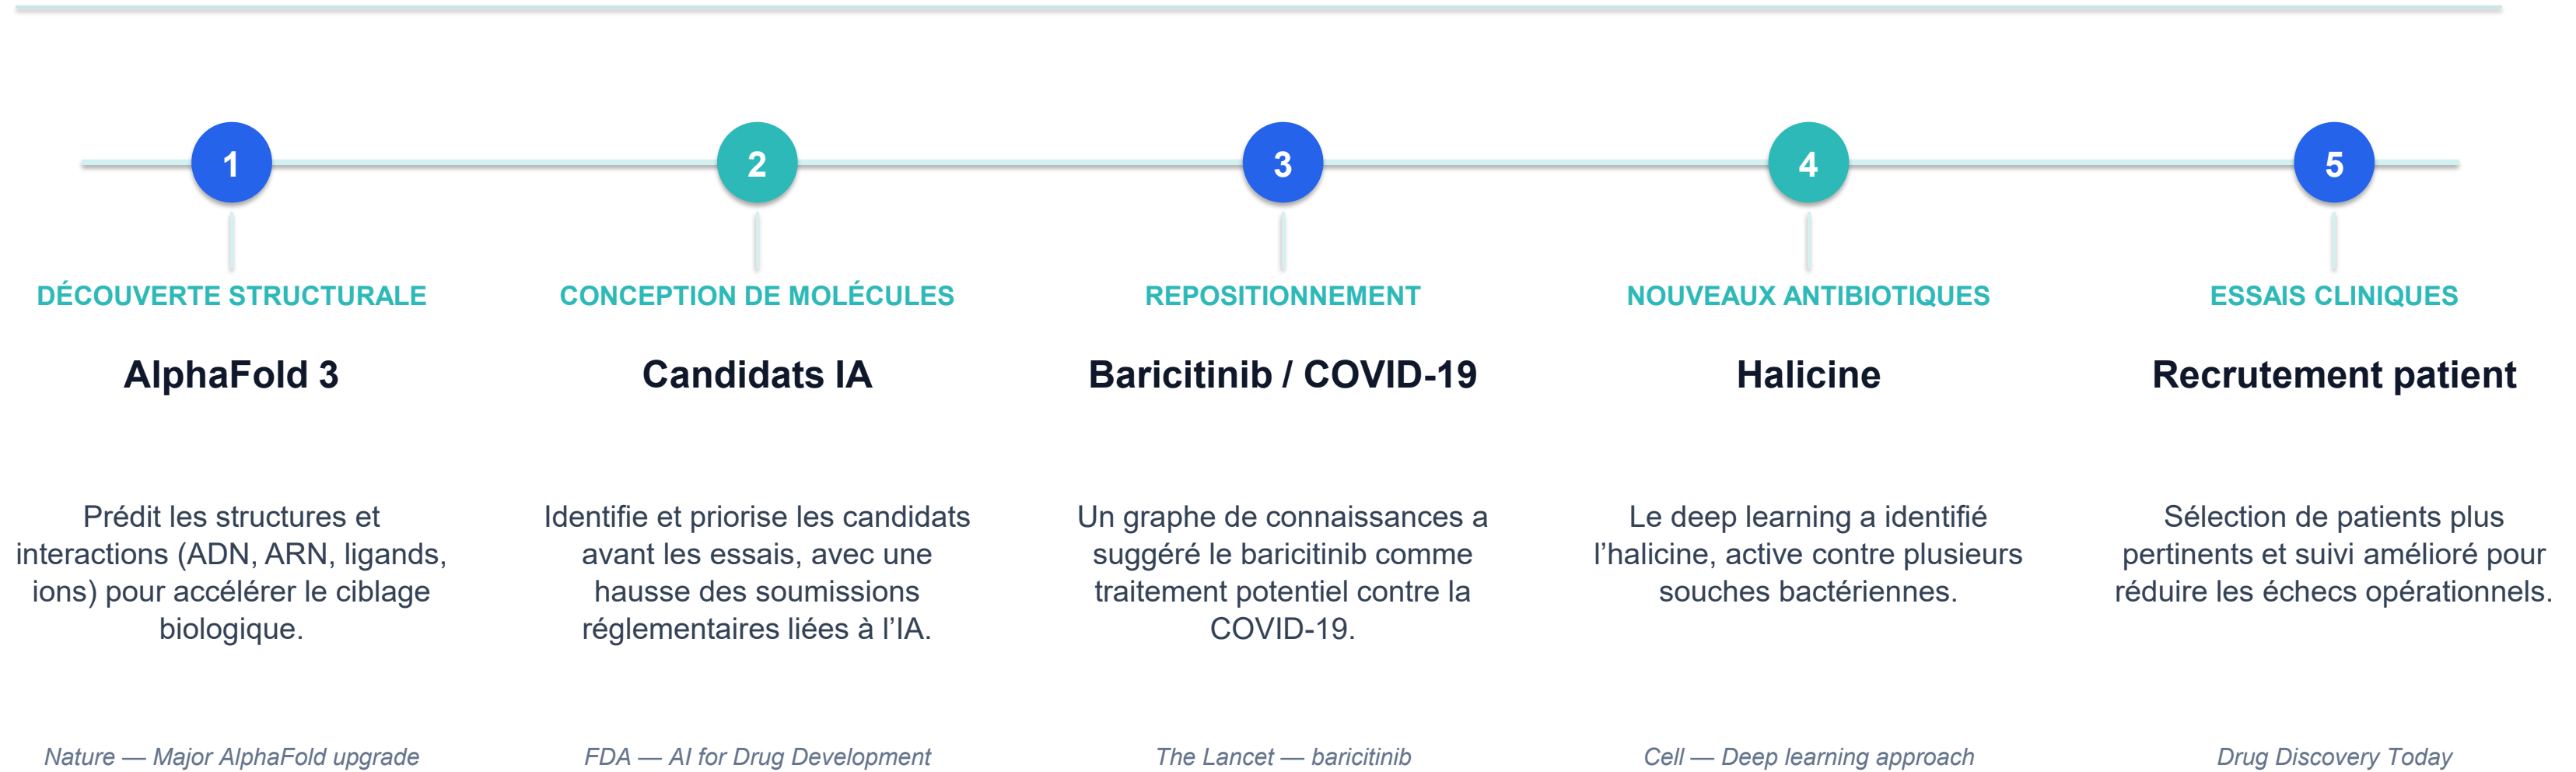 1
2
3
4
5
DÉCOUVERTE STRUCTURALE
AlphaFold 3
Prédit les structures et
interactions (ADN, ARN, ligands,
ions) pour accélérer le ciblage
biologique.
Nature — Major AlphaFold upgrade
CONCEPTION DE MOLÉCULES
Candidats IA
Identifie et priorise les candidats
avant les essais, avec une
hausse des soumissions
réglementaires liées à l’IA.
FDA — AI for Drug Development
REPOSITIONNEMENT
Baricitinib / COVID-19
Un graphe de connaissances a
suggéré le baricitinib comme
traitement potentiel contre la
COVID-19.
The Lancet — baricitinib
NOUVEAUX ANTIBIOTIQUES
Halicine
Le deep learning a identifié
l’halicine, active contre plusieurs
souches bactériennes.
Cell — Deep learning approach
ESSAIS CLINIQUES
Recrutement patient
Sélection de patients plus
pertinents et suivi amélioré pour
réduire les échecs opérationnels.
Drug Discovery Today